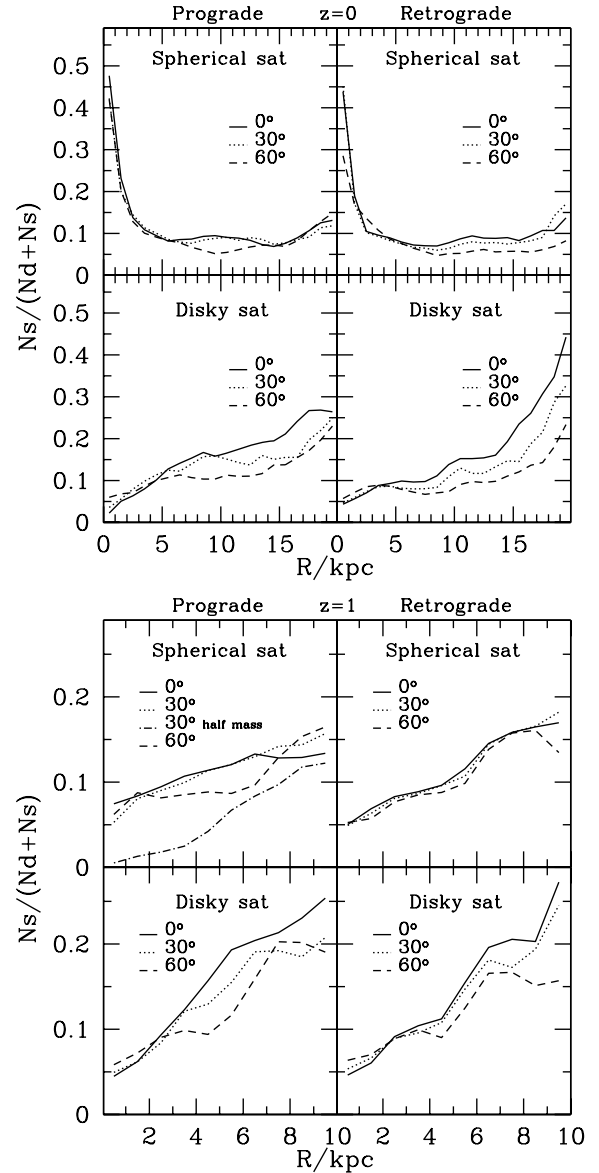 Prograde z=0 Retrograde
Spherical sat Spherical sat
0.5
0.4
0° 0°
0.3
30° 30°
60° 60°
0.2
0.1
0
Ns/(Nd+Ns)
Disky sat Disky sat
0.5
0.4
0° 0°
0.3
30° 30°
60° 60°
0.2
0.1
0
0 5 10 15 0 5 10 15
R/kpc
Prograde z=1 Retrograde
Spherical sat Spherical sat
0° 0°
0.2
30° 30°
30° half mass 60°
60°
0.1
0
Ns/(Nd+Ns)
Disky sat Disky sat
0° 0°
0.2
30° 30°
60° 60°
0.1
0
2 4 6 8 10 2 4 6 8 10
R/kpc R/kpc